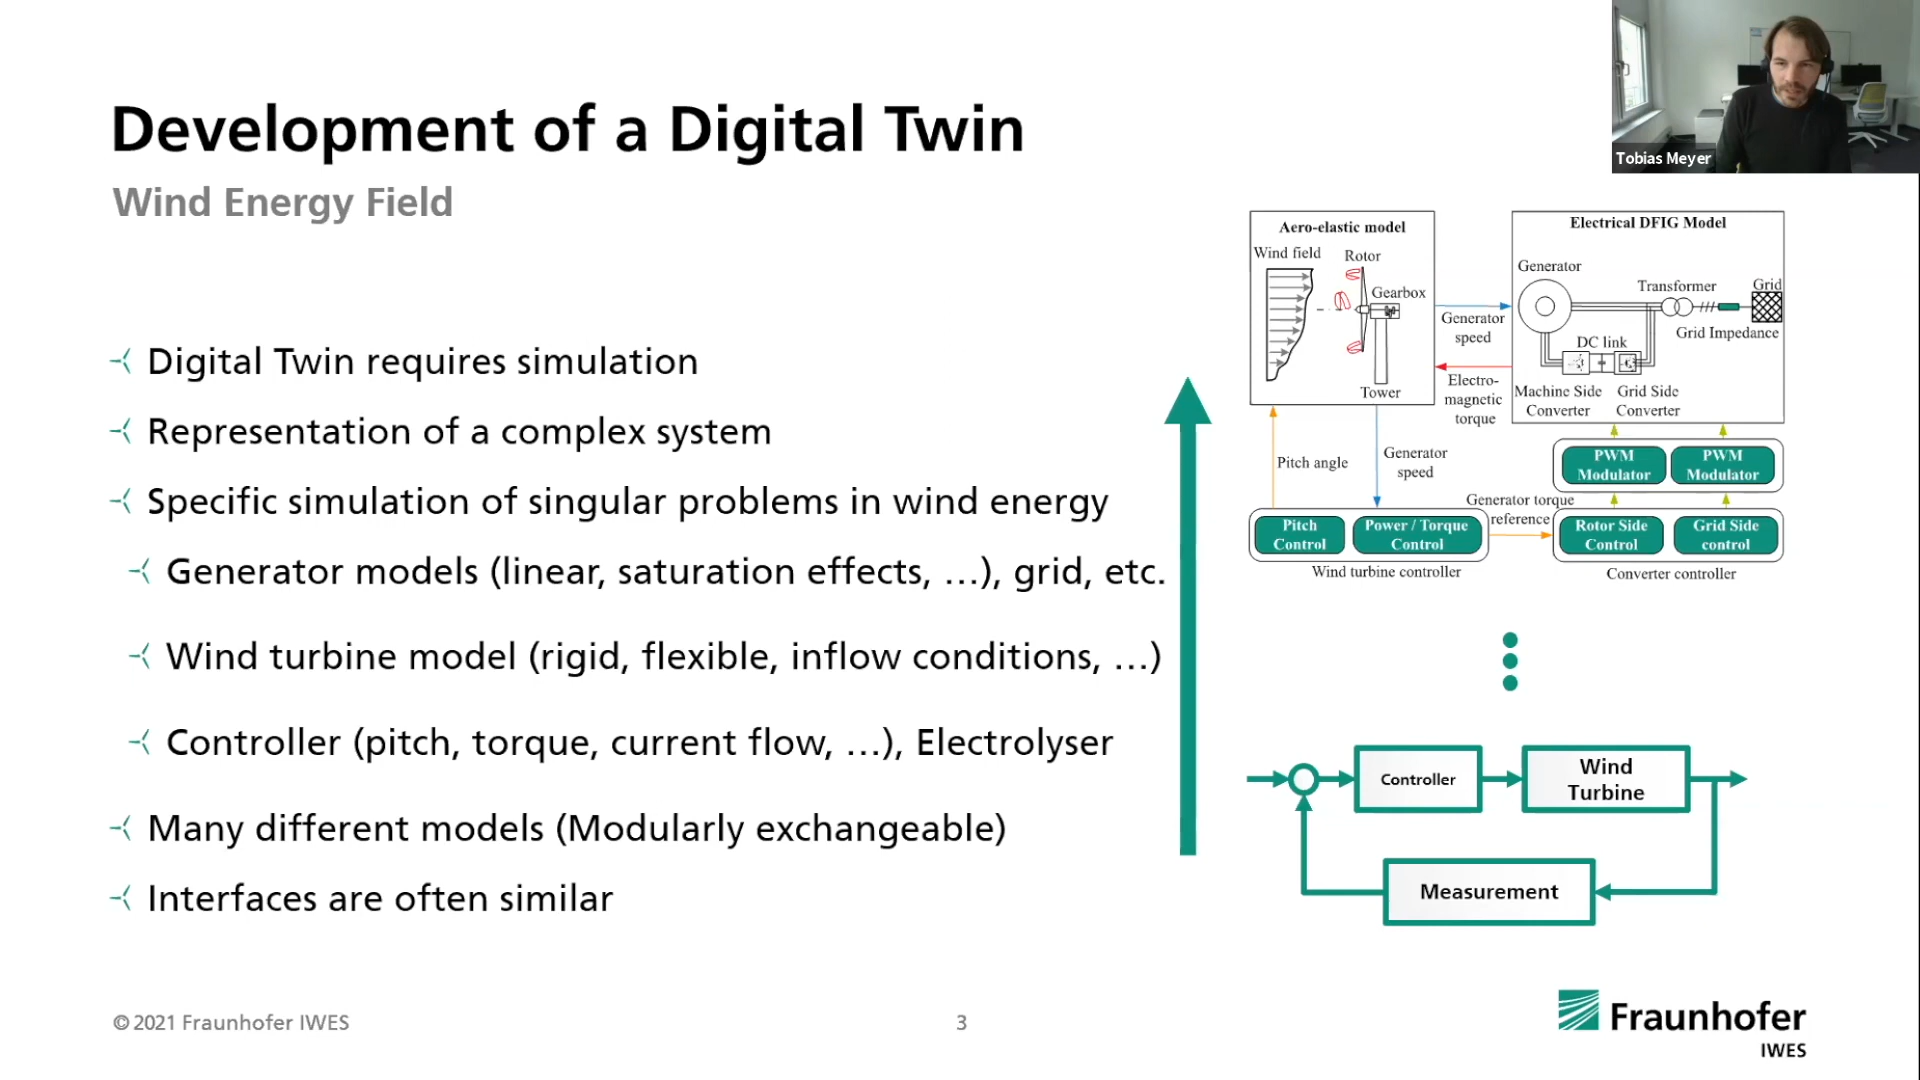 Development of a Digital Twin
Wind Energy Field
Tobias Meyer
Digital Twin requires simulation
Representation of a complex system
Specific simulation of singular problems in wind energy
Generator models (linear, saturation effects, …), grid, etc.
Wind turbine model (rigid, flexible, inflow conditions, …)
Controller (pitch, torque, current flow, …), Electrolyser
Many different models (Modularly exchangeable)
Interfaces are often similar
Aero-elastic model
Wind field
Rotor
Gearbox
Tower
Generator
speed
Electro-
magnetic
torque
Electrical DFIG Model
Generator
Transformer
Grid
Grid Impedance
DC link
Machine Side
Converter
Grid Side
Converter
Pitch angle
Generator
speed
PWM
Modulator
PWM
Modulator
Generator torque
reference
Pitch
Control
Power / Torque
Control
Rotor Side
Control
Grid Side
control
Wind turbine controller
Converter controller
Controller
Wind
Turbine
Measurement
© 2021 Fraunhofer IWES
3
Fraunhofer
IWES